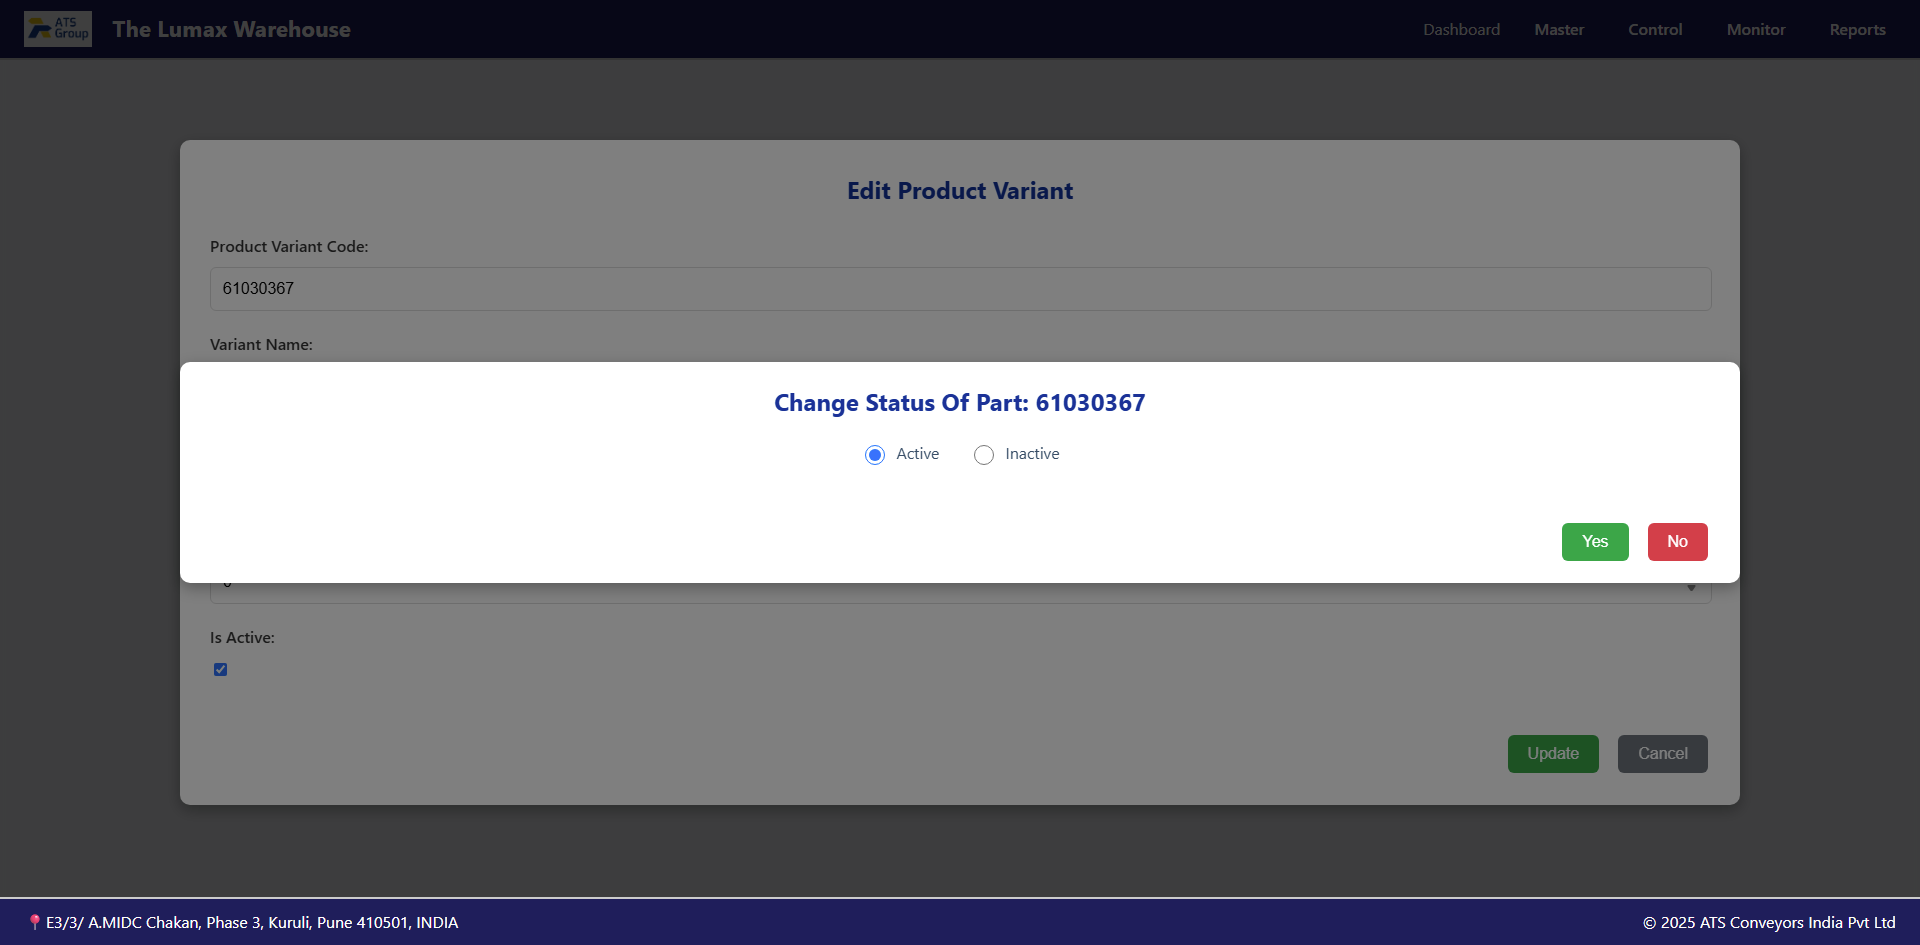 ATS
Group
The Lumax Warehouse
Dashboard
Master
Control
Monitor
Reports
Edit Product Variant
Product Variant Code:
61030367
Variant Name:
Change Status Of Part: 61030367
Active
Inactive
Yes
No
Is Active:
Update
Cancel
E3/3/ A.MIDC Chakan, Phase 3, Kuruli, Pune 410501, INDIA
© 2025 ATS Conveyors India Pvt Ltd